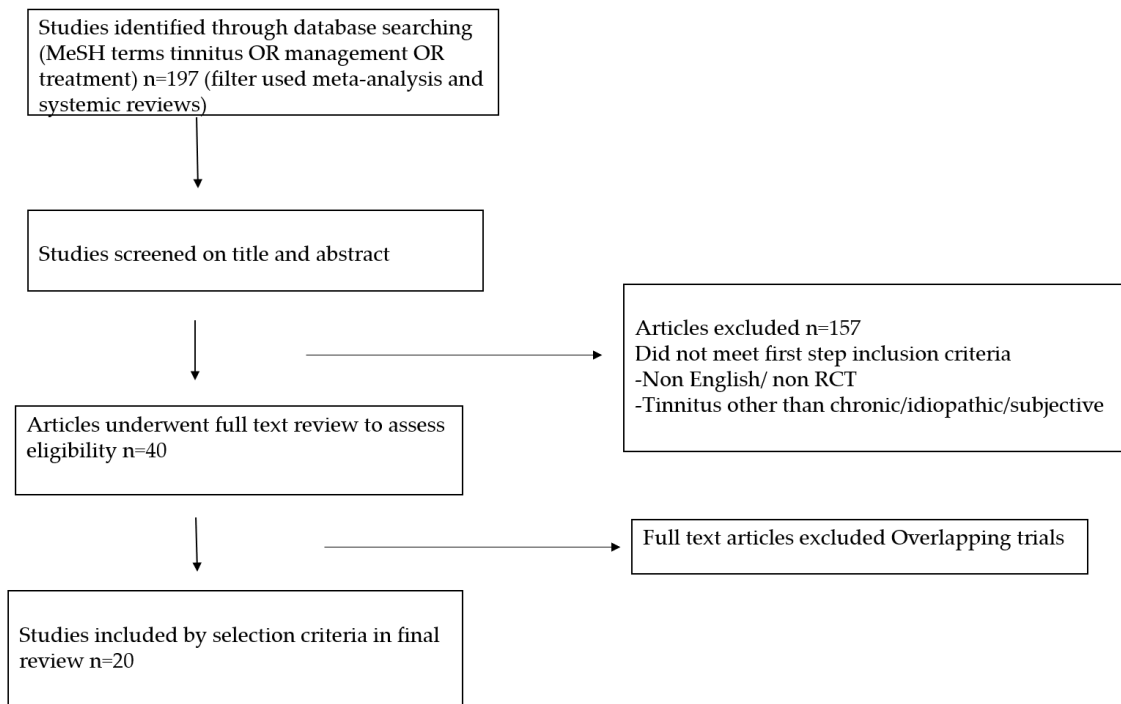 Studies identified through database searching
(MeSH terms tinnitus OR management OR
treatment) n=197 (filter used meta-analysis and
systemic reviews)
Studies screened on title and abstract
Articles excluded n=157
Did not meet first step inclusion criteria
-Non English/ non RCT
-Tinnitus other than chronic/idiopathic/subjective
Articles underwent full text review to assess
eligibility n=40
Full text articles excluded Overlapping trials
Studies included by selection criteria in final
review n=20